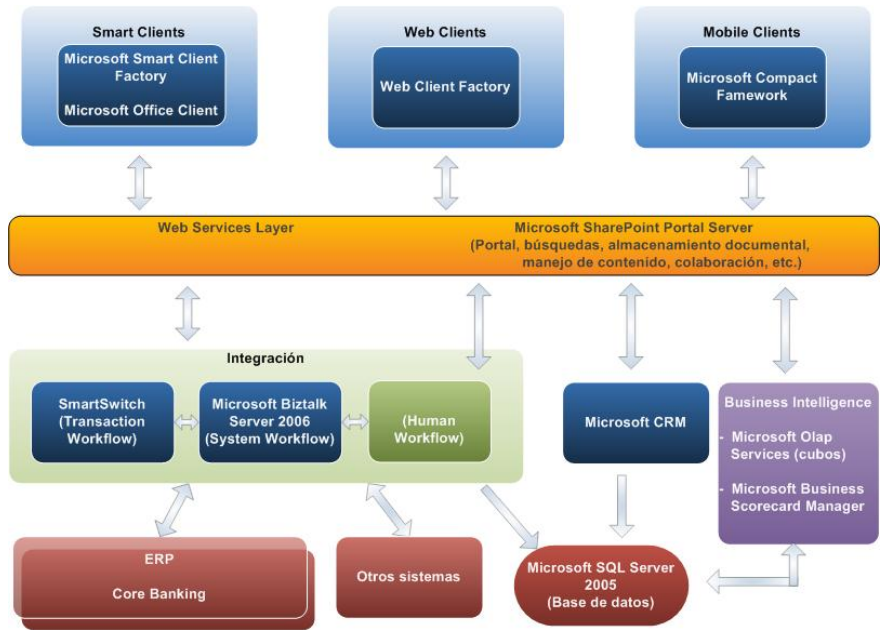 Smart Clients
Microsoft Smart Client
Factory
Microsoft Office Client
Web Clients
Web Client Factory
Mobile Clients
Microsoft Compact
Famework
Web Services Layer
Microsoft SharePoint Portal Server
(Portal, búsquedas, almacenamiento documental,
manejo de contenido, colaboración, etc.)
Integración
SmartSwitch
(Transaction
Workflow)
Microsoft Biztalk
Server 2006
(System Workflow)
(Human
Workflow)
Microsoft CRM
Business Intelligence
- Microsoft Olap
Services (cubos)
- Microsoft Business
Scorecard Manager
ERP
Core Banking
Otros sistemas
Microsoft SQL Server
2005
(Base de datos)